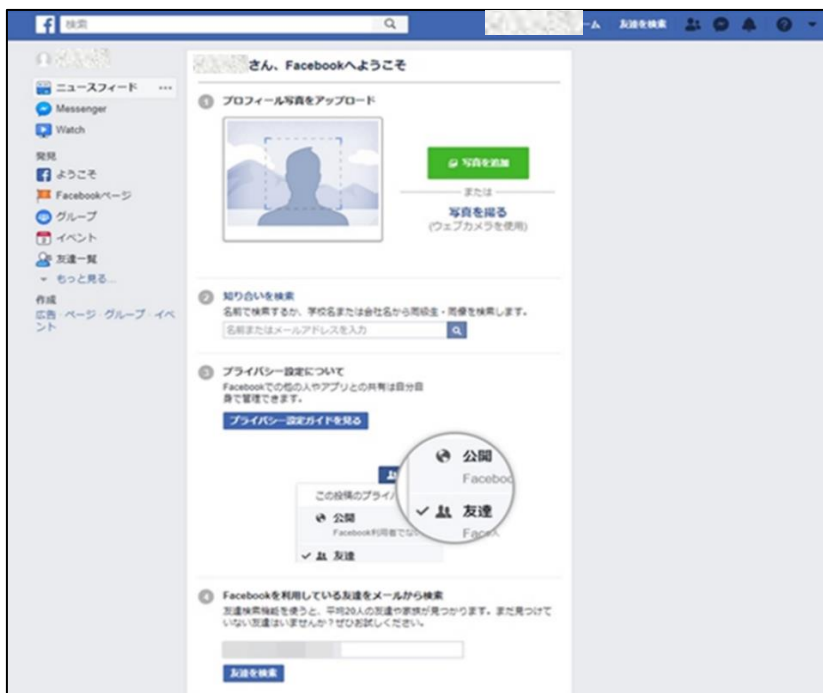 検索
ーム 友達を検索
ニュースフィード
Messenger
Watch
発見
ようこそ
Facebookページ
グループ
イベント
友達一覧
もっと見る...
作成
広告・ページ・グループ・イベ
ント
さん、Facebookへようこそ
1 プロフィール写真をアップロード
写真を追加
または
写真を撮る
(ウェブカメラを使用)
2 知り合いを検索
名前で検索するか、学校名または会社名から同級生・同僚を検索します。
名前またはメールアドレスを入力
3 プライバシー設定について
Facebookでの他の人やアプリとの共有は自分自
身で管理できます。
プライバシー設定ガイドを見る
この投稿のプライ
公開
Facebook利用者でない
友達
公開
Faceboo
友達
Face
4 Facebookを利用している友達をメールから検索
友達検索機能を使うと、平均20人の友達や家族が見つかります。まだ見つけて
いない友達はいませんか？ぜひお試しください。
友達を検索